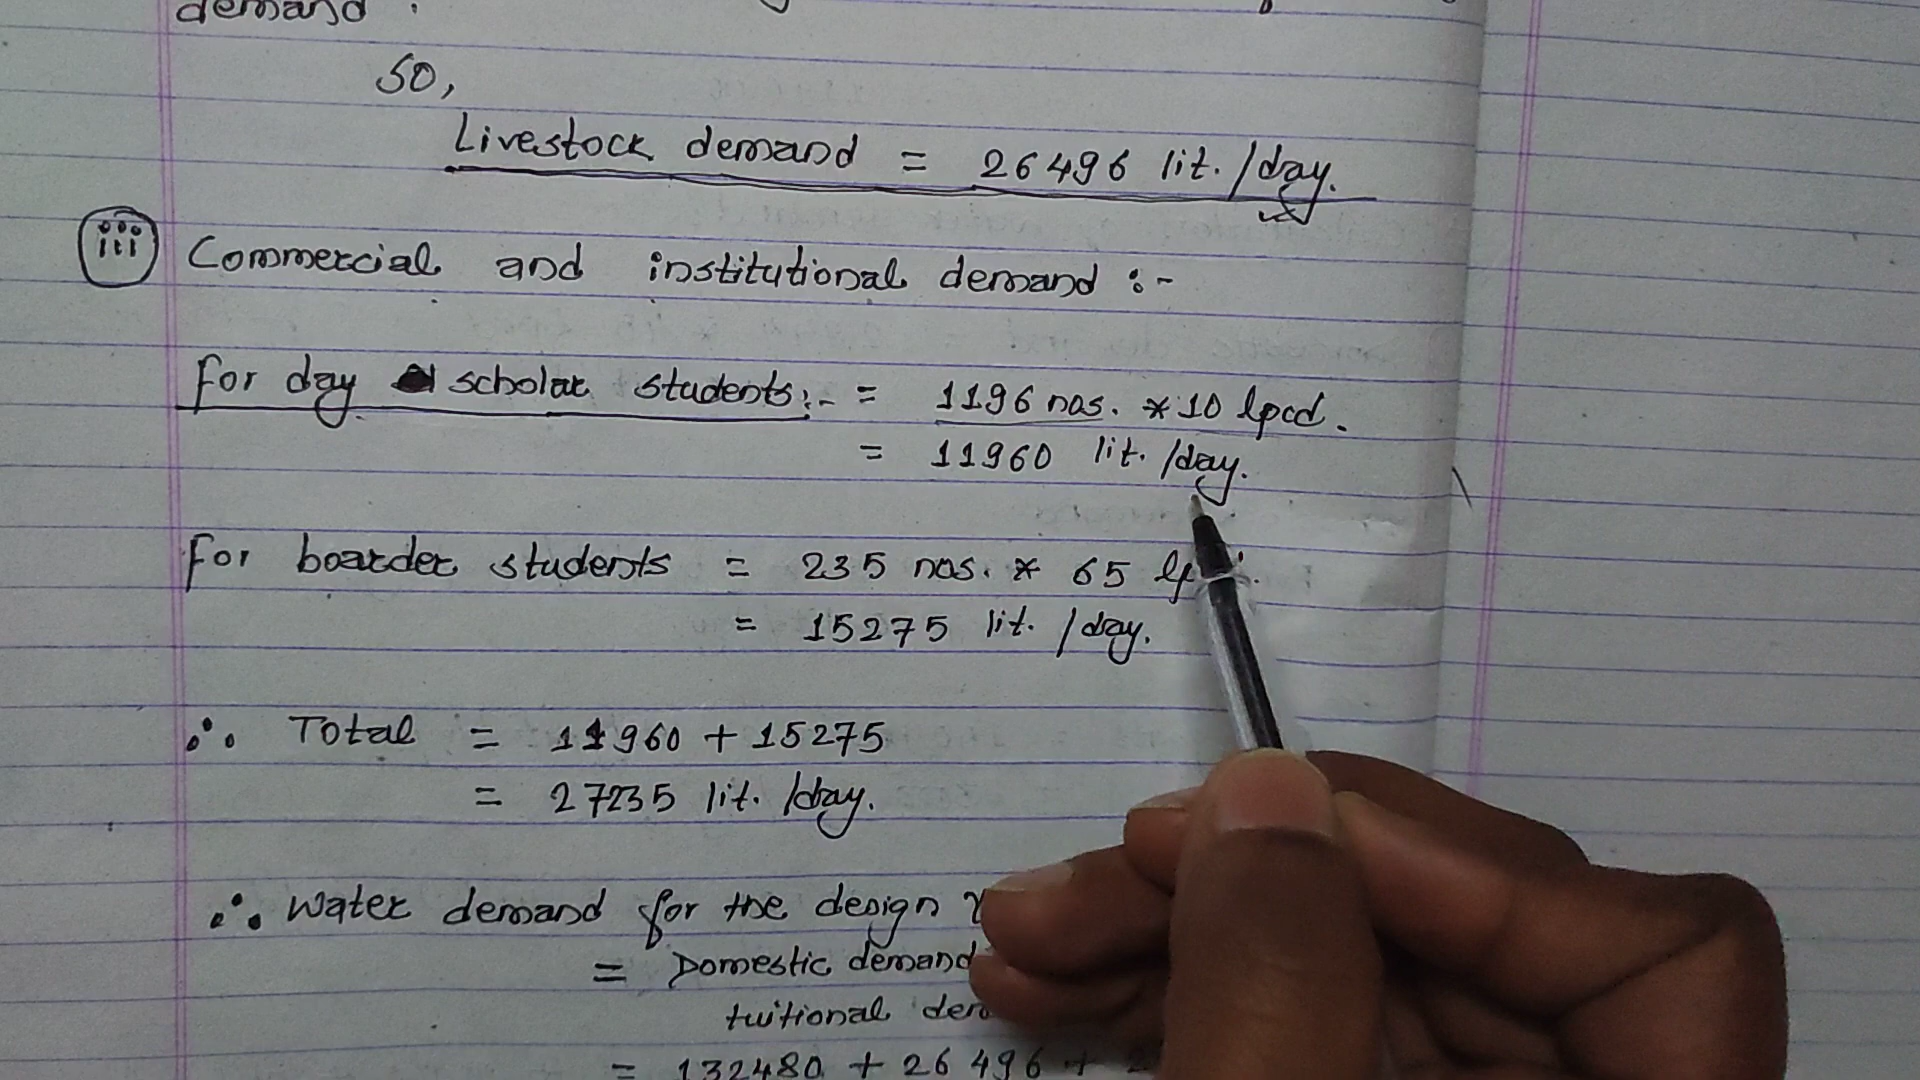 demand.
SO,
Livestock demand = 26496 lit. /day.
iii Commercial and institutional demand :-
for day scholar students:- = 1196 nos. * 10 lpcd.
= 11960 lit. /day.
for boarder students = 235 nos. * 65
= 15275 lit. /day.
∴ Total = 11960 + 15275
= 27235 lit. /day.
∴ Water demand for the design
= Domestic demand
tuitional
= 132480 + 26496 +